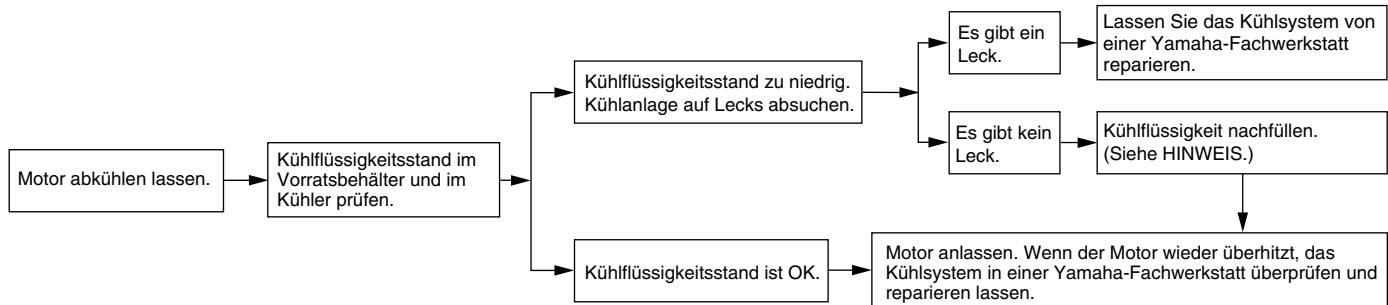 Motor abkühlen lassen.
Kühlflüssigkeitsstand im
Vorratsbehälter und im
Kühler prüfen.
Kühlflüssigkeitsstand zu niedrig.
Kühlanlage auf Lecks absuchen.
Es gibt ein
Leck.
Lassen Sie das Kühlsystem von
einer Yamaha-Fachwerkstatt
reparieren.
Es gibt kein
Leck.
Kühlflüssigkeit nachfüllen.
(Siehe HINWEIS.)
Kühlflüssigkeitsstand ist OK.
Motor anlassen. Wenn der Motor wieder überhitzt, das
Kühlsystem in einer Yamaha-Fachwerkstatt überprüfen und
reparieren lassen.